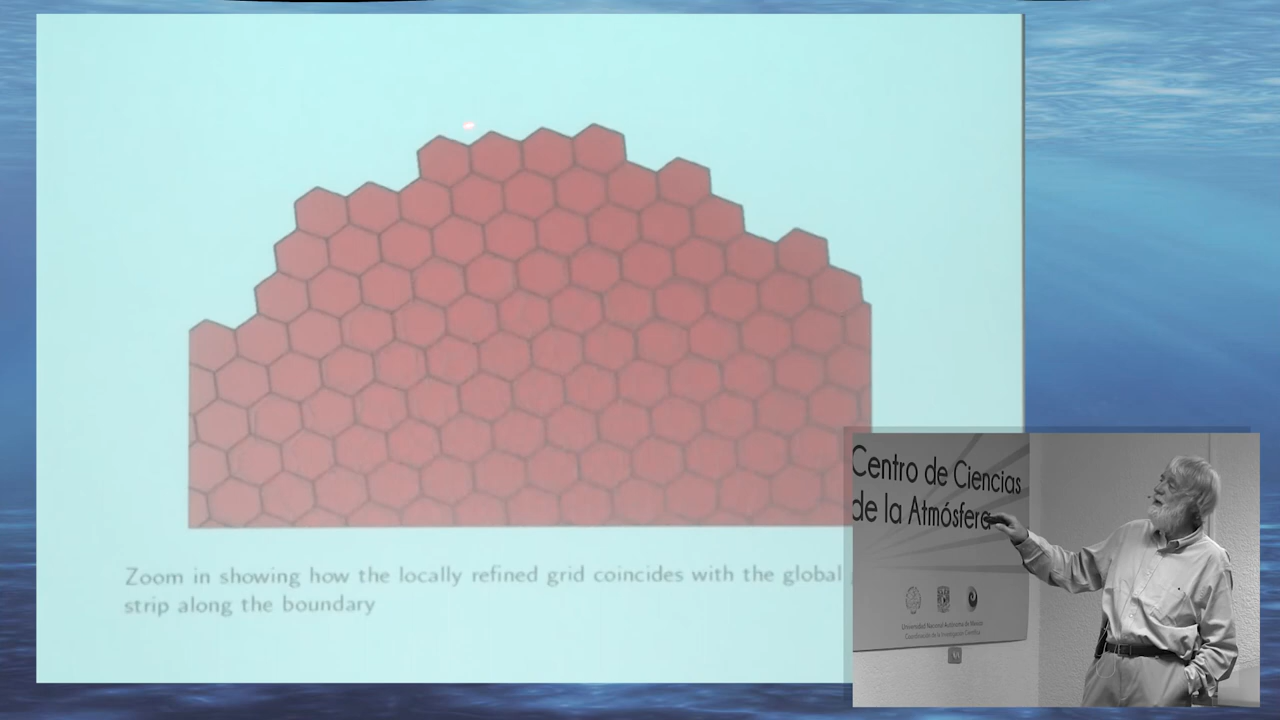 Zoom in showing how the locally refined grid coincides with the global
strip along the boundary
Centro de Ciencias
de la Atmósfera
Universidad Nacional Autónoma de México
Coordinación de la Investigación Científica